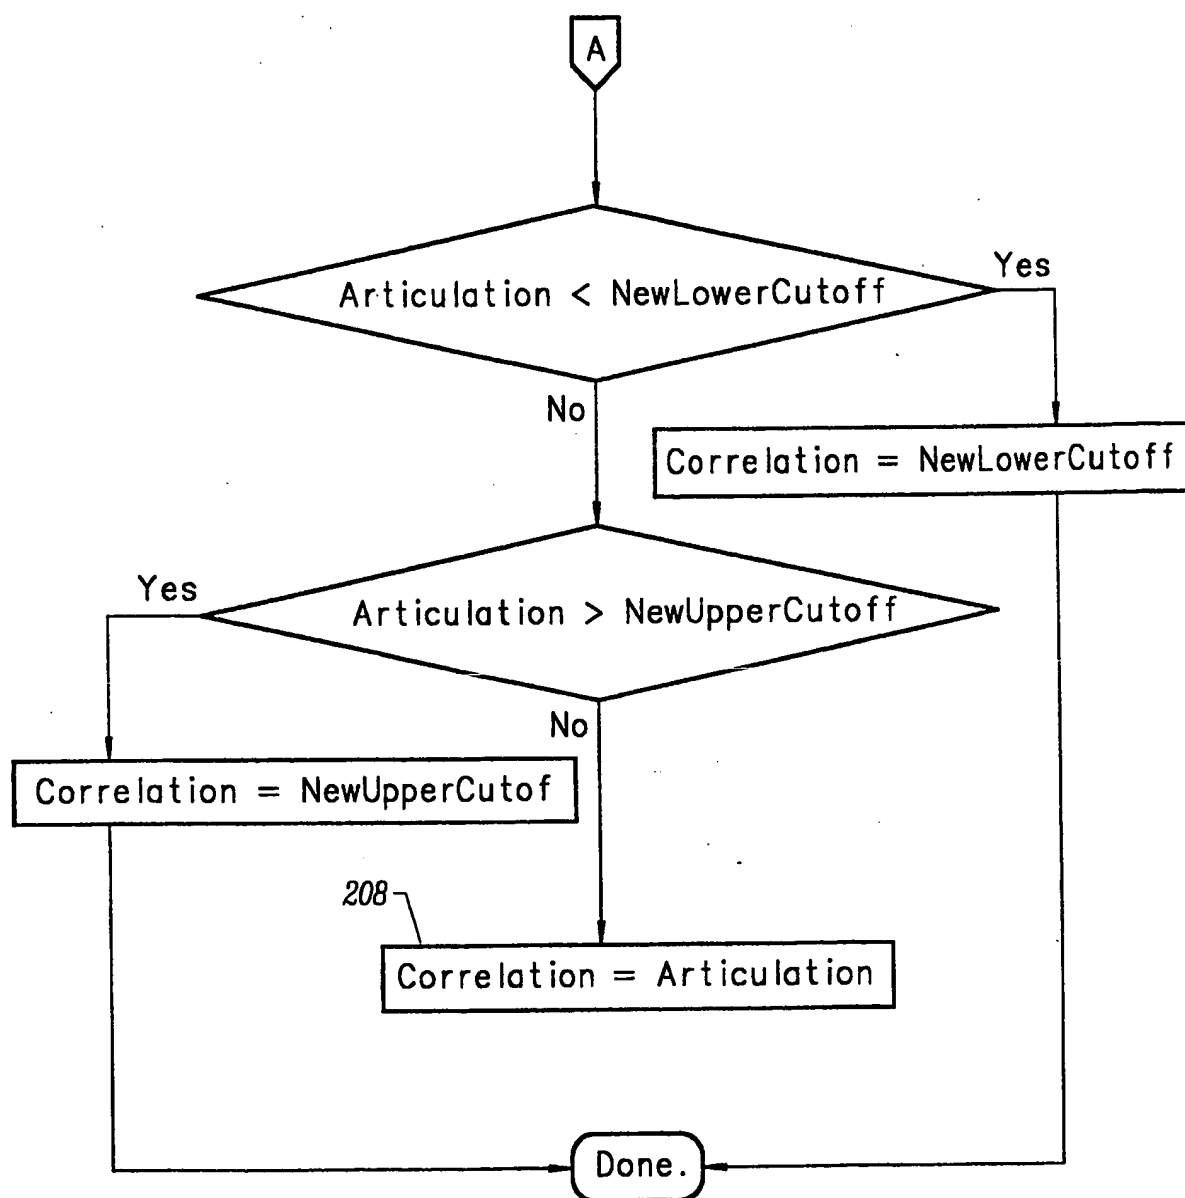 A
Articulation < NewLowerCutoff
Yes
No
Correlation = NewLowerCutoff
Yes
Articulation > NewUpperCutoff
No
Correlation = NewUpperCutof
208
Correlation = Articulation
Done.